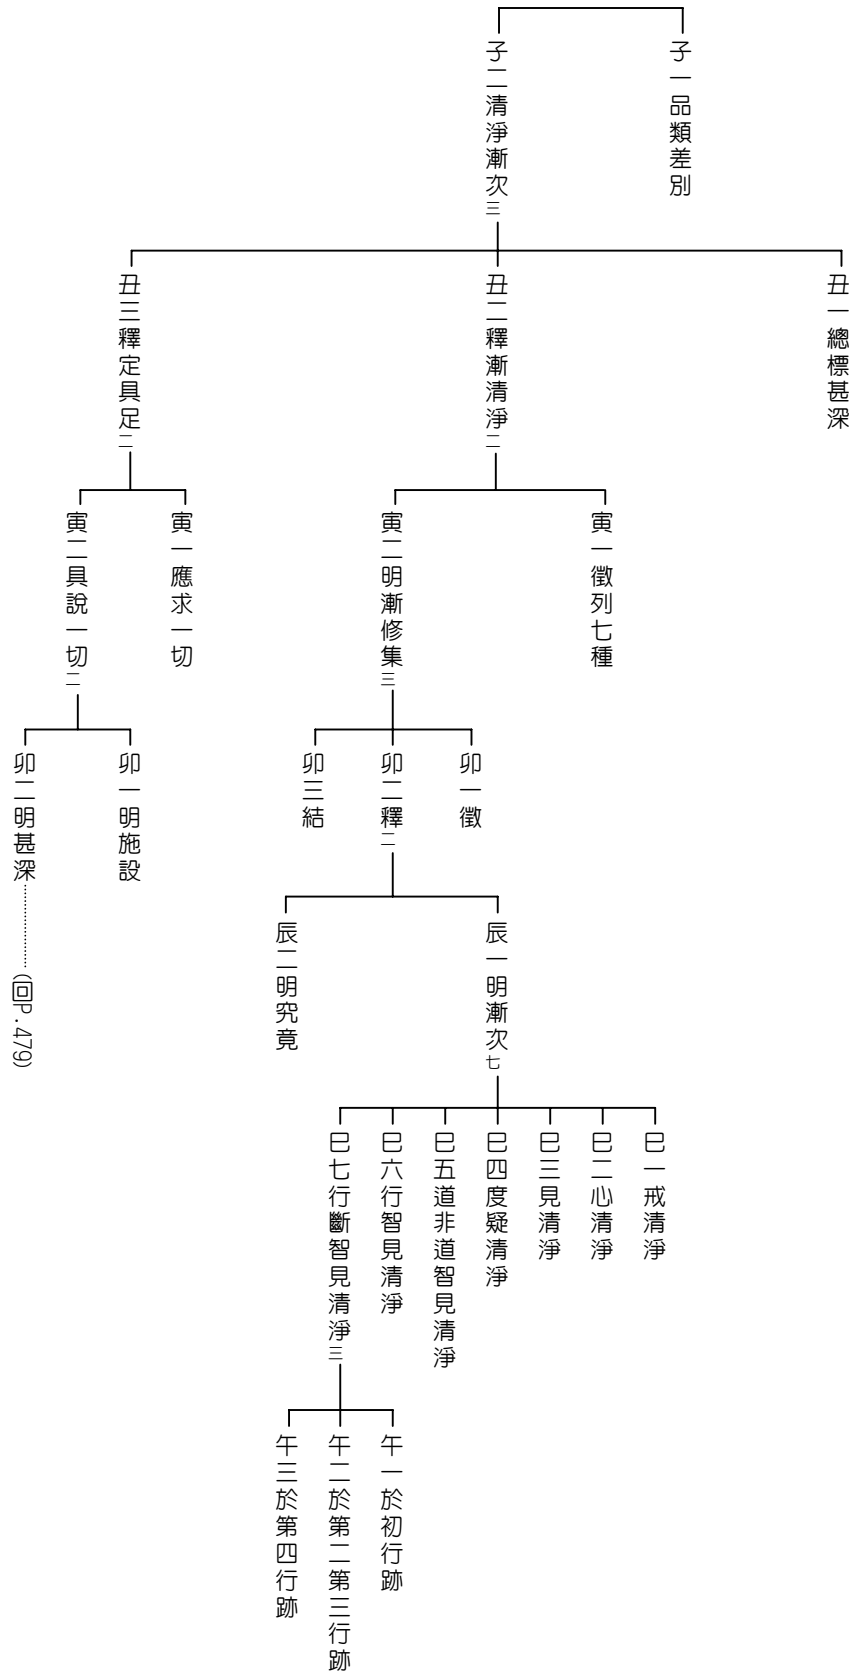 子一品類差別
子二清淨漸次三
丑一總標甚深
丑二釋漸清淨二
寅一徵列七種
寅二明漸修集三
卯一徵
卯二釋二
辰一明漸次七
巳一戒清淨
巳二心清淨
巳三見清淨
巳四度疑清淨
巳五道非道智見清淨
巳六行智見清淨
巳七行斷智見清淨三
午一於初行跡
午二於第二第三行跡
午三於第四行跡
辰二明究竟
卯三結
丑三釋定具足二
寅一應求一切
寅二具說一切二
卯一明施設
卯二明甚深………………(回P.479)